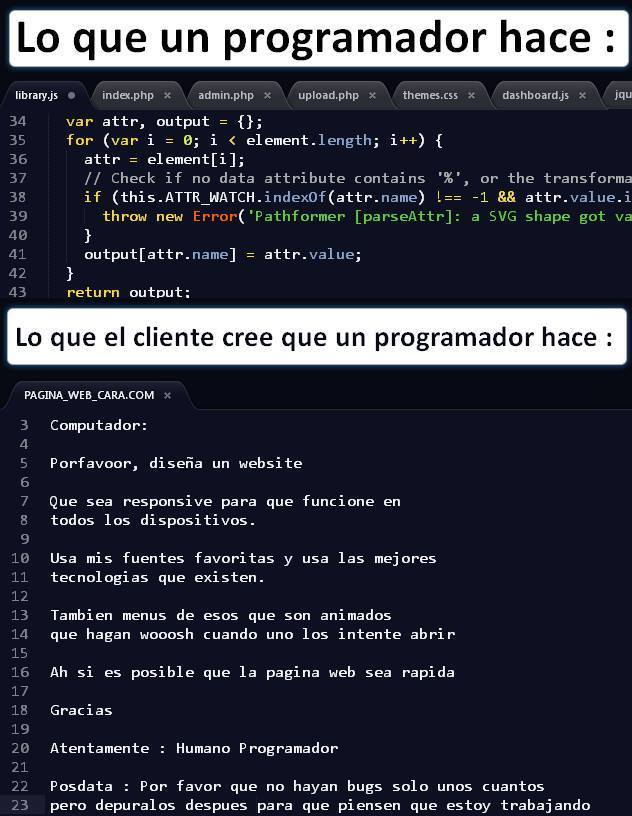 Lo que un programador hace :
library.js index.php admin.php upload.php themes.css dashboard.js jqu
34 var attr, output = {};
35 for (var i = 0; i < element.length; i++) {
36 attr = element[i];
37 // Check if no data attribute contains '%', or the transforma
38 if (this.ATTR_WATCH.indexOf(attr.name) !== -1 && attr.value.i
39 throw new Error('Pathformer [parseAttr]: a SVG shape got va
40 }
41 output[attr.name] = attr.value;
42 }
43 return output;
Lo que el cliente cree que un programador hace :
PAGINA_WEB_CARA.COM
3 Computador:
4
5 Porfavoor, diseña un website
6
7 Que sea responsive para que funcione en
8 todos los dispositivos.
9
10 Usa mis fuentes favoritas y usa las mejores
11 tecnologias que existen.
12
13 Tambien menus de esos que son animados
14 que hagan wooosh cuando uno los intente abrir
15
16 Ah si es posible que la pagina web sea rapida
17
18 Gracias
19
20 Atentamente : Humano Programador
21
22 Posdata : Por favor que no hayan bugs solo unos cuantos
23 pero depuralos despues para que piensen que estoy trabajando